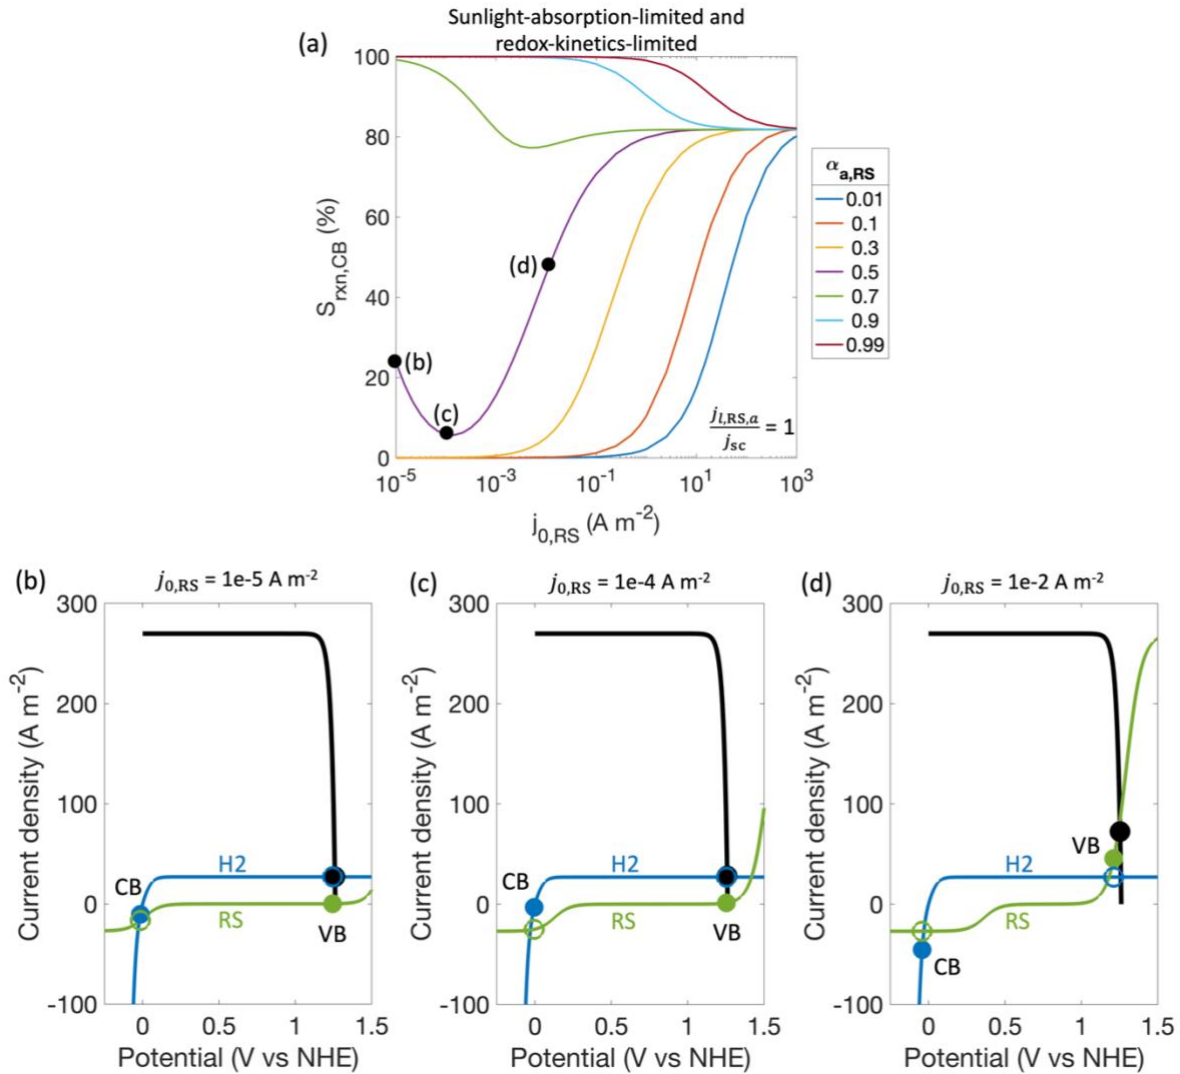 Sunlight-absorption-limited and
redox-kinetics-limited
(a)
100
80
60
40
20
0
S_rxn,CB (%)
(b)
(c)
(d)
j_l,RS,a / j_sc = 1
10^-5 10^-3 10^-1 10^1 10^3
j_0,RS (A m^-2)
α_a,RS
0.01
0.1
0.3
0.5
0.7
0.9
0.99
(b)
j_0,RS = 1e-5 A m^-2
300
200
100
0
-100
Current density (A m^-2)
CB
H2
RS
VB
0 0.5 1 1.5
Potential (V vs NHE)
(c)
j_0,RS = 1e-4 A m^-2
300
200
100
0
-100
Current density (A m^-2)
CB
H2
RS
VB
0 0.5 1 1.5
Potential (V vs NHE)
(d)
j_0,RS = 1e-2 A m^-2
300
200
100
0
-100
Current density (A m^-2)
VB
H2
RS
CB
0 0.5 1 1.5
Potential (V vs NHE)